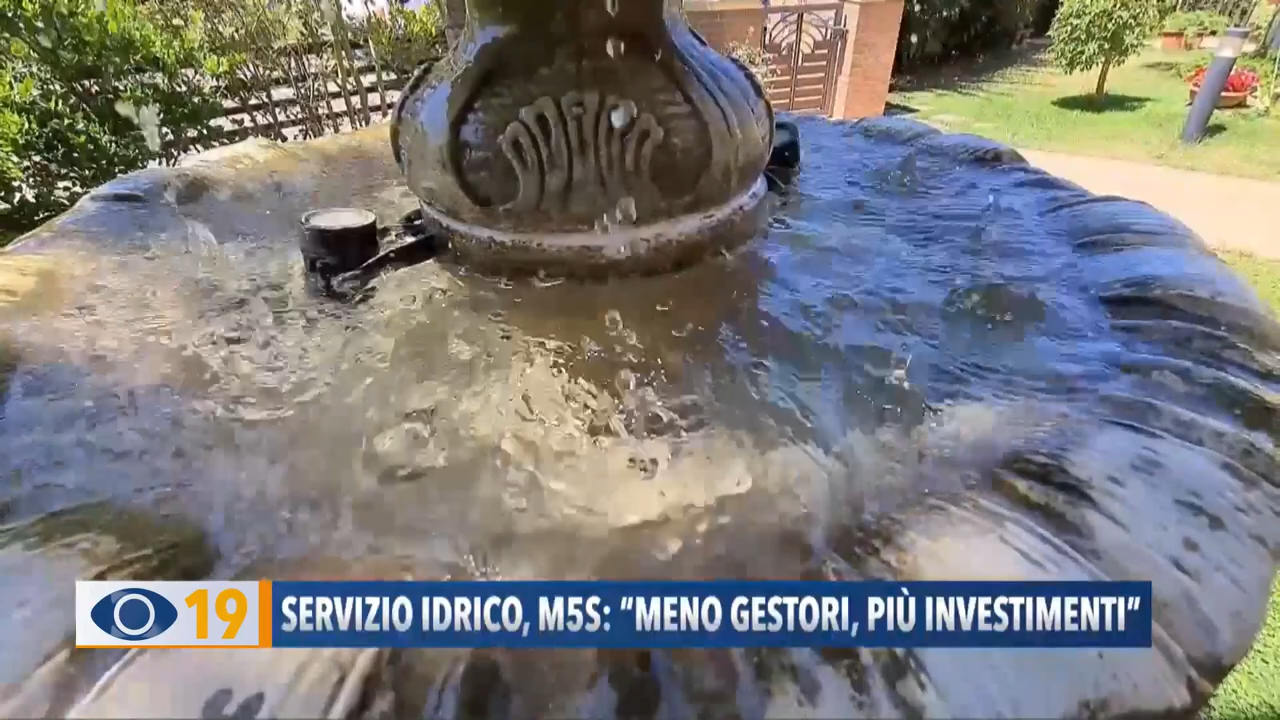 19 SERVIZIO IDRICO, M5S: “MENO GESTORI, PIÙ INVESTIMENTI”